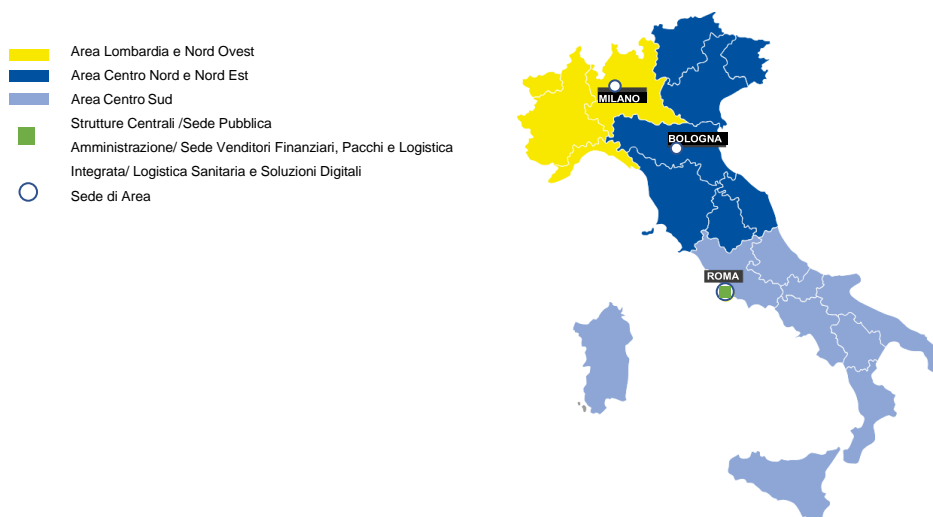 Area Lombardia e Nord Ovest
Area Centro Nord e Nord Est
Area Centro Sud
Strutture Centrali /Sede Pubblica
Amministrazione/ Sede Venditori Finanziari, Pacchi e Logistica
Integrata/ Logistica Sanitaria e Soluzioni Digitali
Sede di Area
MILANO
BOLOGNA
ROMA